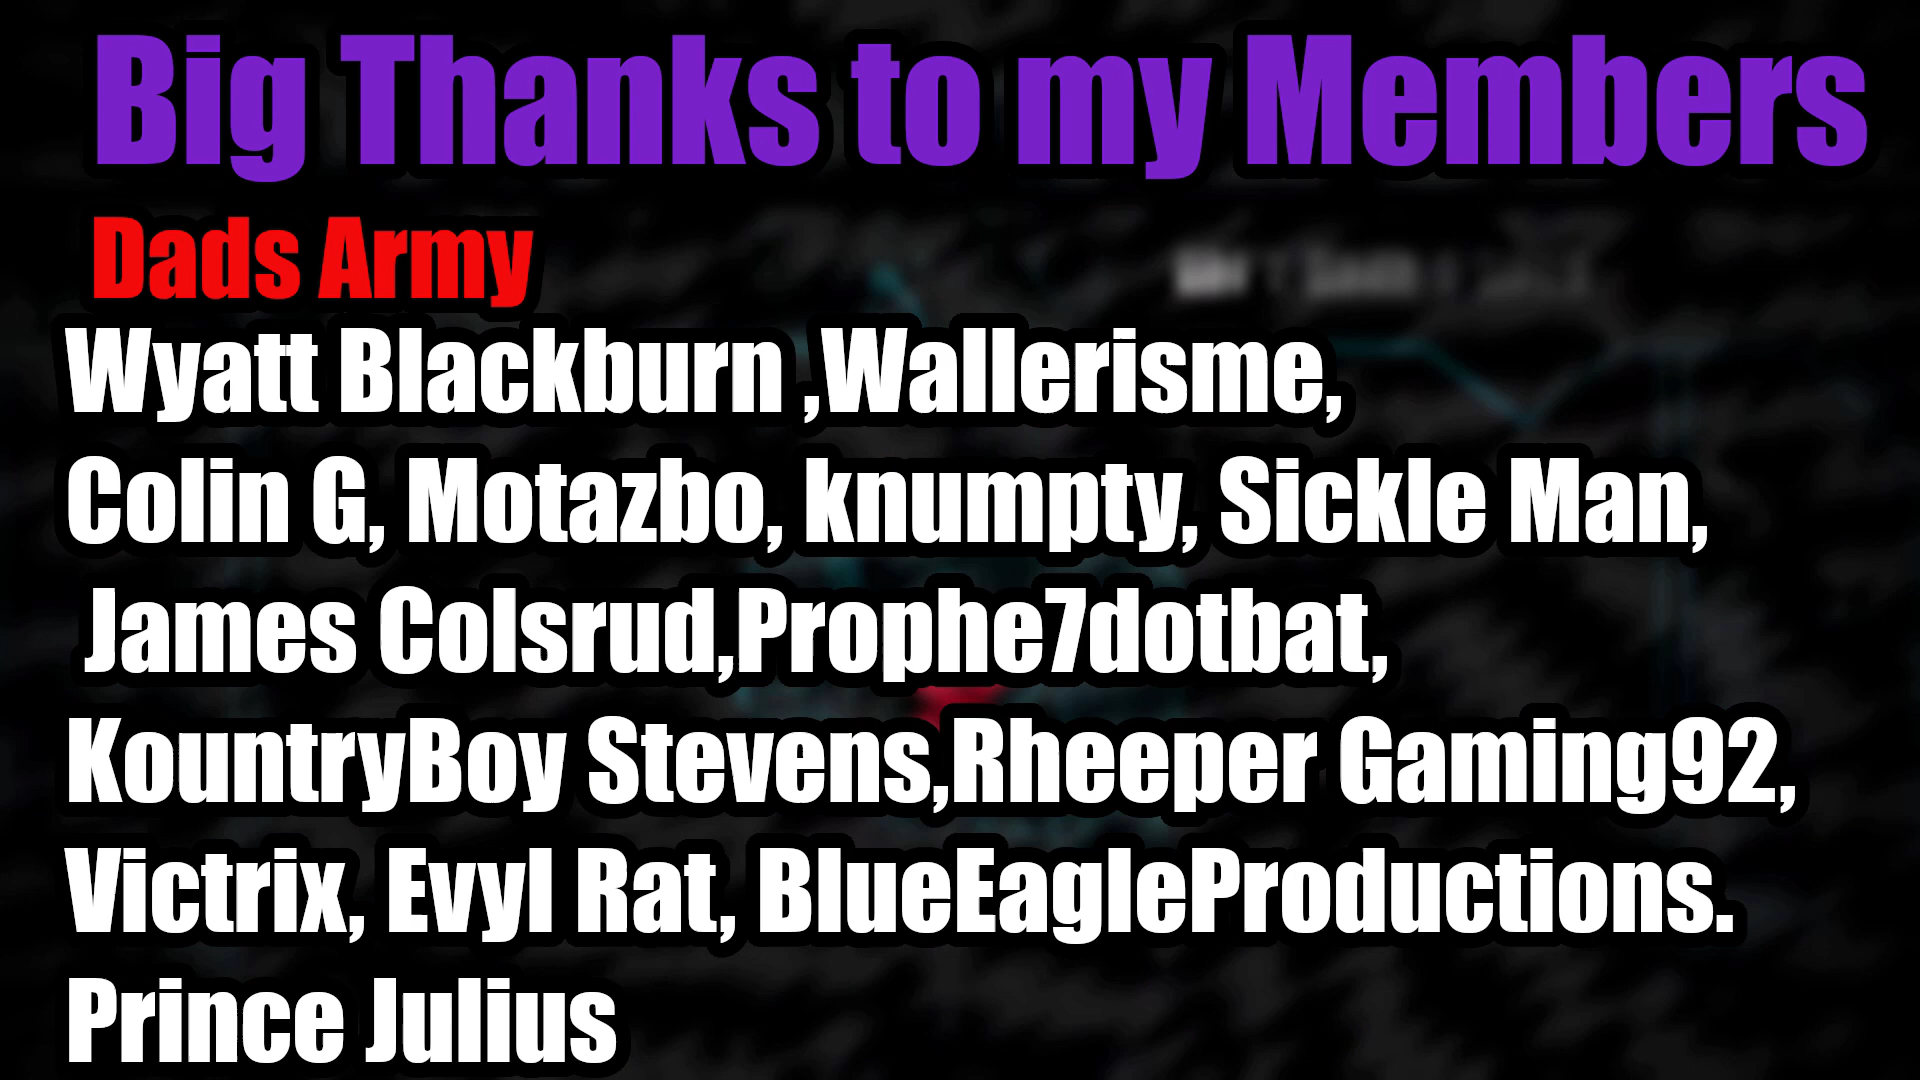 Big Thanks to my Members
Dads Army
Wyatt Blackburn ,Wallerisme,
Colin G, Motazbo, knumpty, Sickle Man,
James Colsrud,Prophe7dotbat,
KountryBoy Stevens,Rheeper Gaming92,
Victrix, Evyl Rat, BlueEagleProductions.
Prince Julius